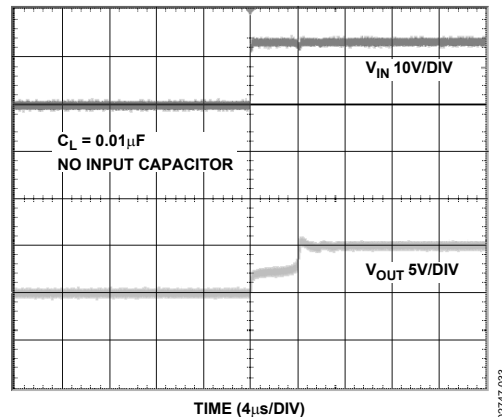 V_IN 10V/DIV
C_L = 0.01µF
NO INPUT CAPACITOR
V_OUT 5V/DIV
TIME (4µs/DIV)